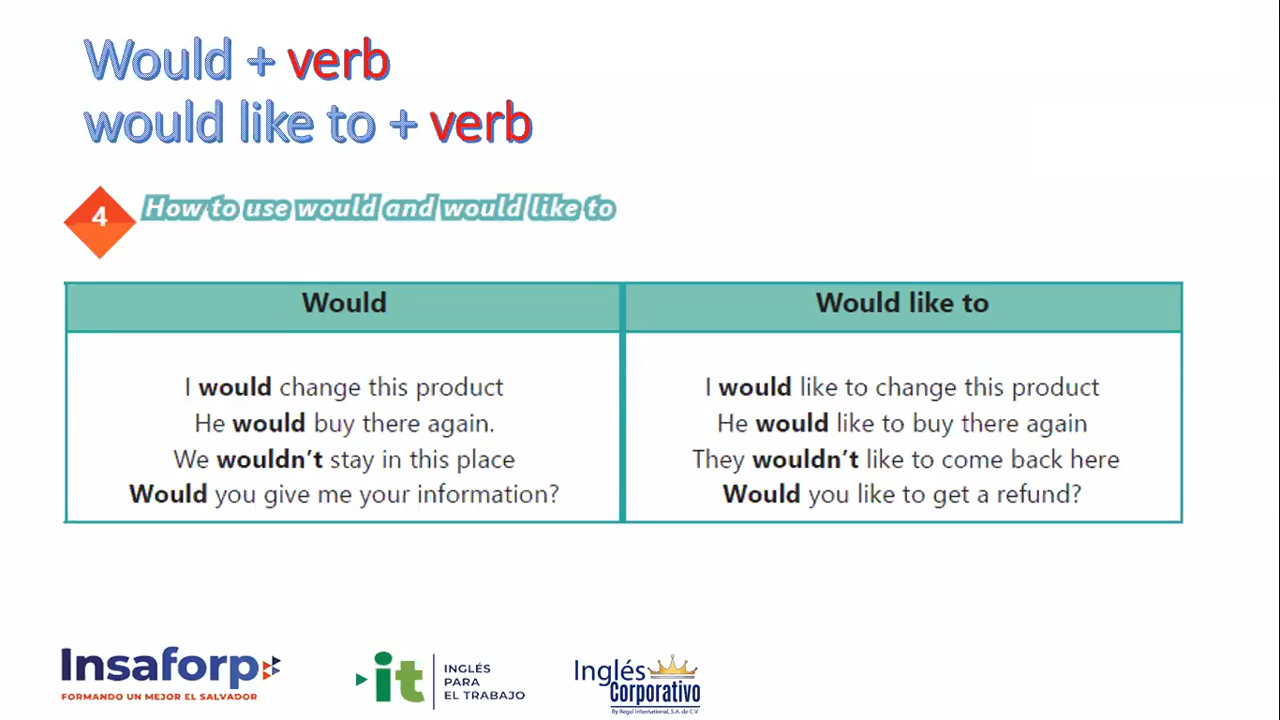 Would + verb
would like to + verb
4
How to use would and would like to
Would
Would like to
I would change this product
He would buy there again.
We wouldn't stay in this place
Would you give me your information?
I would like to change this product
He would like to buy there again
They wouldn't like to come back here
Would you like to get a refund?
Insaforp
FORMANDO UN MEJOR EL SALVADOR
it
INGLÉS
PARA
EL TRABAJO
Inglés
Corporativo
By Regal International, S.A. de C.V.